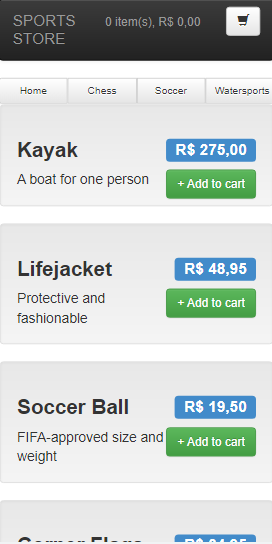 SPORTS STORE
0 item(s), R$ 0,00
Home Chess Soccer Watersports
Kayak R$ 275,00
A boat for one person + Add to cart
Lifejacket R$ 48,95
Protective and fashionable + Add to cart
Soccer Ball R$ 19,50
FIFA-approved size and weight + Add to cart